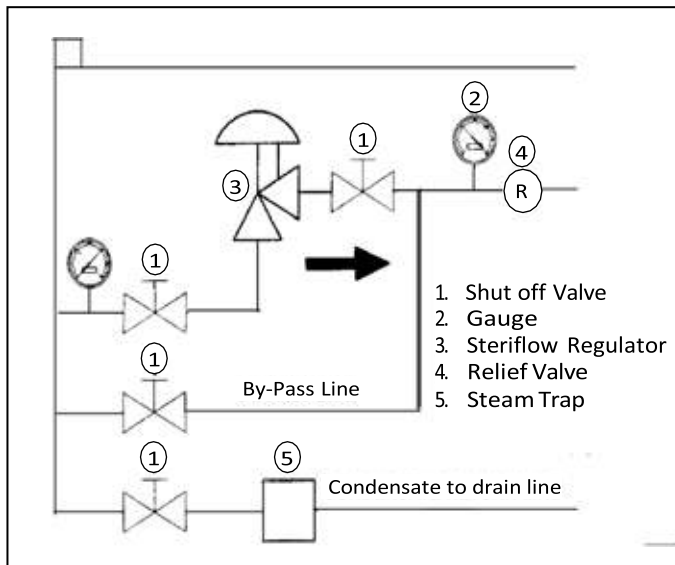 2
1
4
3
R
1
1. Shut off Valve
2. Gauge
3. Steriflow Regulator
4. Relief Valve
5. Steam Trap
1
By-Pass Line
1
5
Condensate to drain line